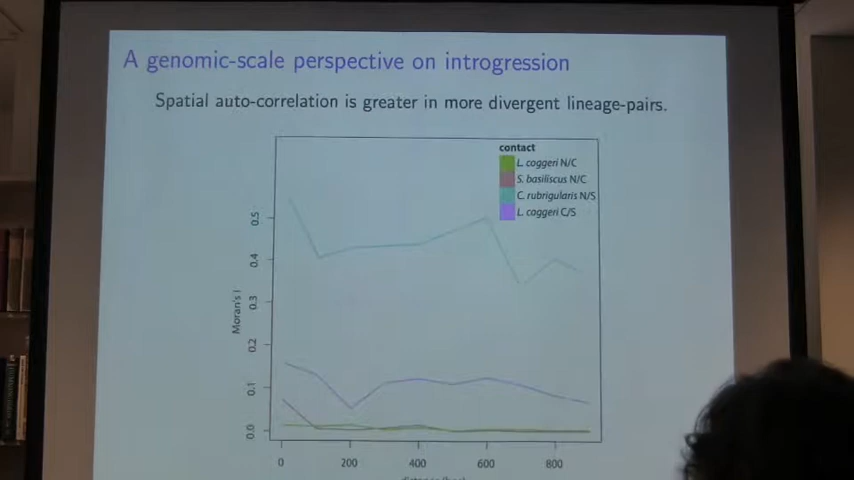 A genomic-scale perspective on introgression
Spatial auto-correlation is greater in more divergent lineage-pairs.
contact
L. coggeri N/C
S. basiliscus N/C
C. rubrigularis N/S
L. coggeri C/S
Moran's I
0.5
0.4
0.3
0.2
0.1
0.0
0 200 400 600 800